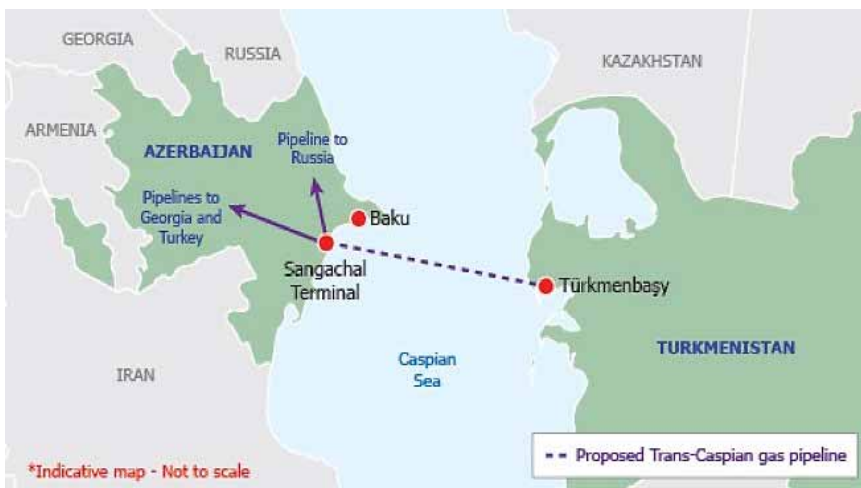 GEORGIA
RUSSIA
KAZAKHSTAN
ARMENIA
AZERBAIJAN
Pipeline to
Russia
Pipelines to
Georgia and
Turkey
Baku
Sangachal
Terminal
Türkmenbaşy
TURKMENISTAN
Caspian
Sea
IRAN
*Indicative map - Not to scale
Proposed Trans-Caspian gas pipeline